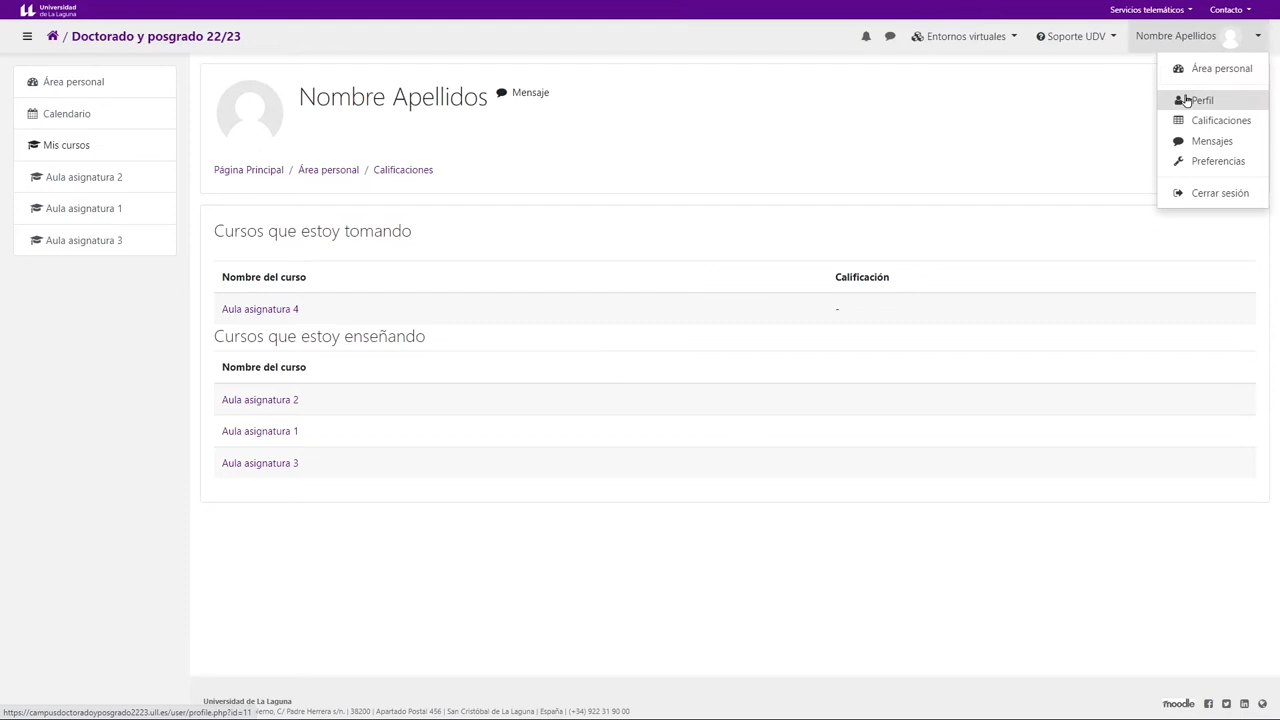 Universidad
de La Laguna
Servicios telemáticos
Contacto
/ Doctorado y posgrado 22/23
Entornos virtuales
Soporte UDV
Nombre Apellidos
Área personal
Calendario
Mis cursos
Aula asignatura 2
Aula asignatura 1
Aula asignatura 3
Nombre Apellidos
Mensaje
Página Principal / Área personal / Calificaciones
Área personal
Perfil
Calificaciones
Mensajes
Preferencias
Cerrar sesión
Cursos que estoy tomando
Nombre del curso
Calificación
Aula asignatura 4
-
Cursos que estoy enseñando
Nombre del curso
Aula asignatura 2
Aula asignatura 1
Aula asignatura 3
Universidad de La Laguna
C/ Padre Herrera s/n. | 38200 | Apartado Postal 456 | San Cristóbal de La Laguna | España | (+34) 922 31 90 00
https://campusdoctoradoyposgrado2223.ull.es/user/profile.php?id=11
moodle